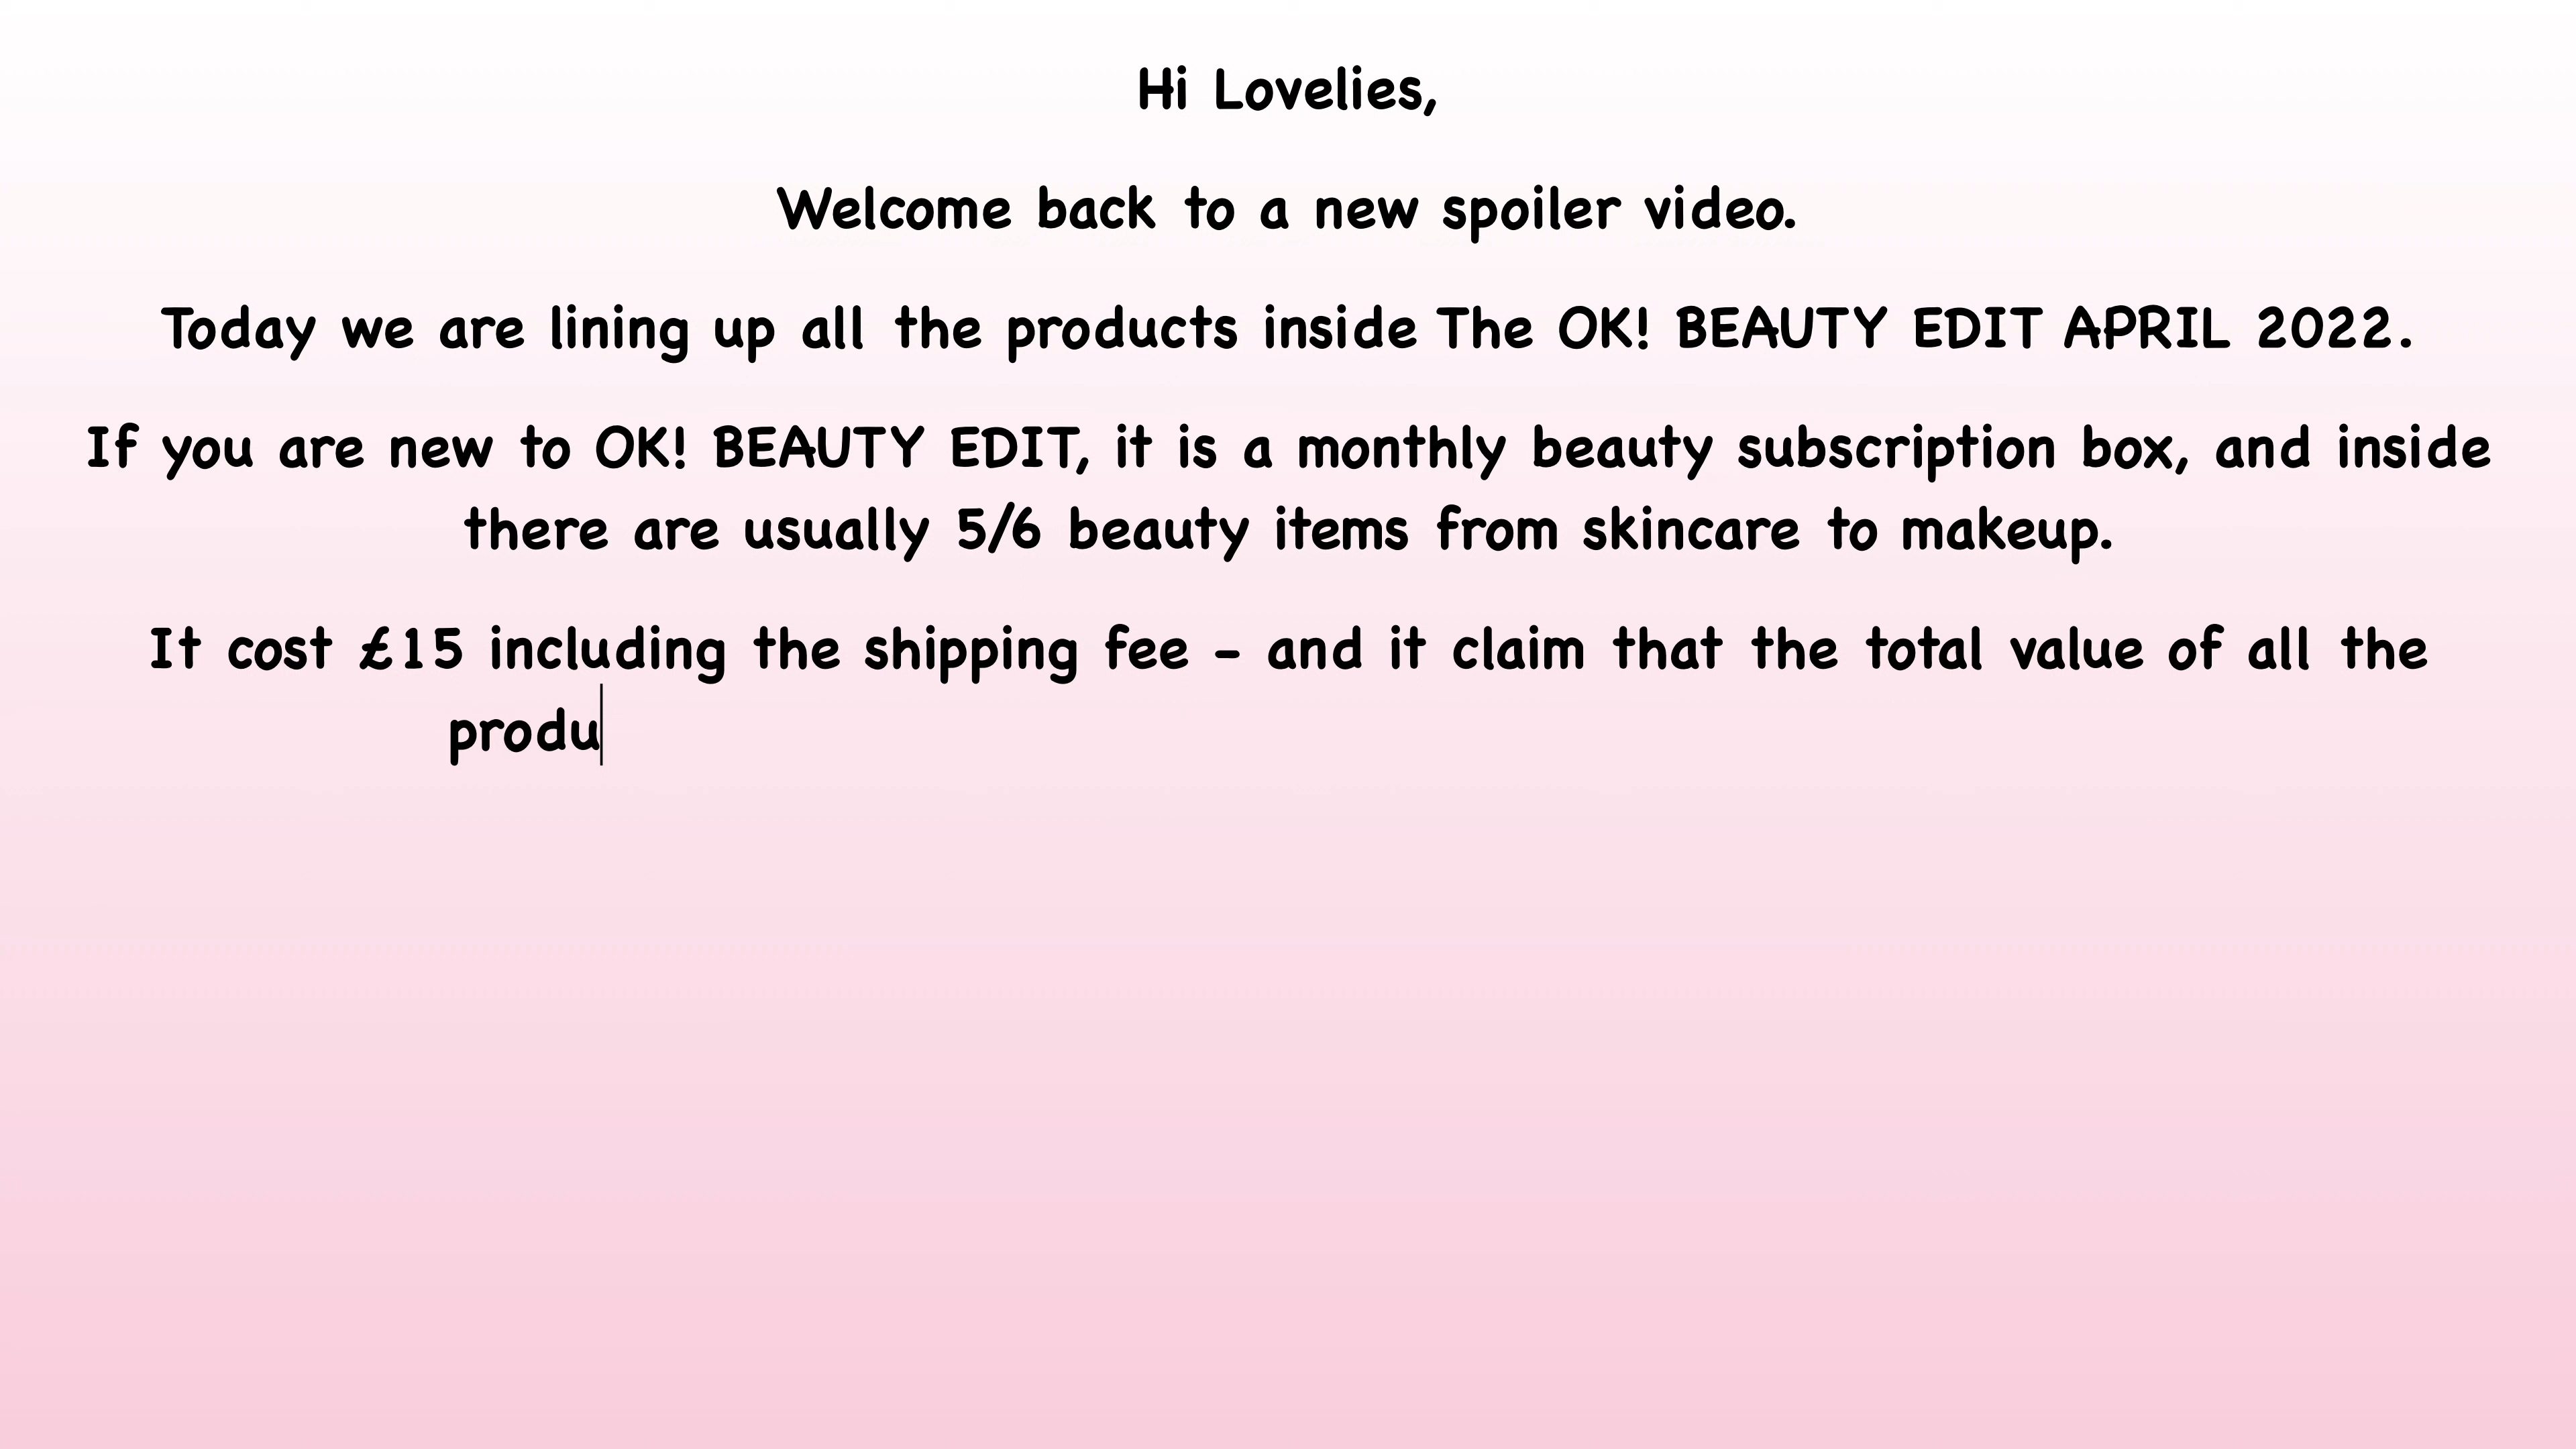 Hi Lovelies,
Welcome back to a new spoiler video.
Today we are lining up all the products inside The OK! BEAUTY EDIT APRIL 2022.
If you are new to OK! BEAUTY EDIT, it is a monthly beauty subscription box, and inside
there are usually 5/6 beauty items from skincare to makeup.
It cost £15 including the shipping fee - and it claim that the total value of all the
produ